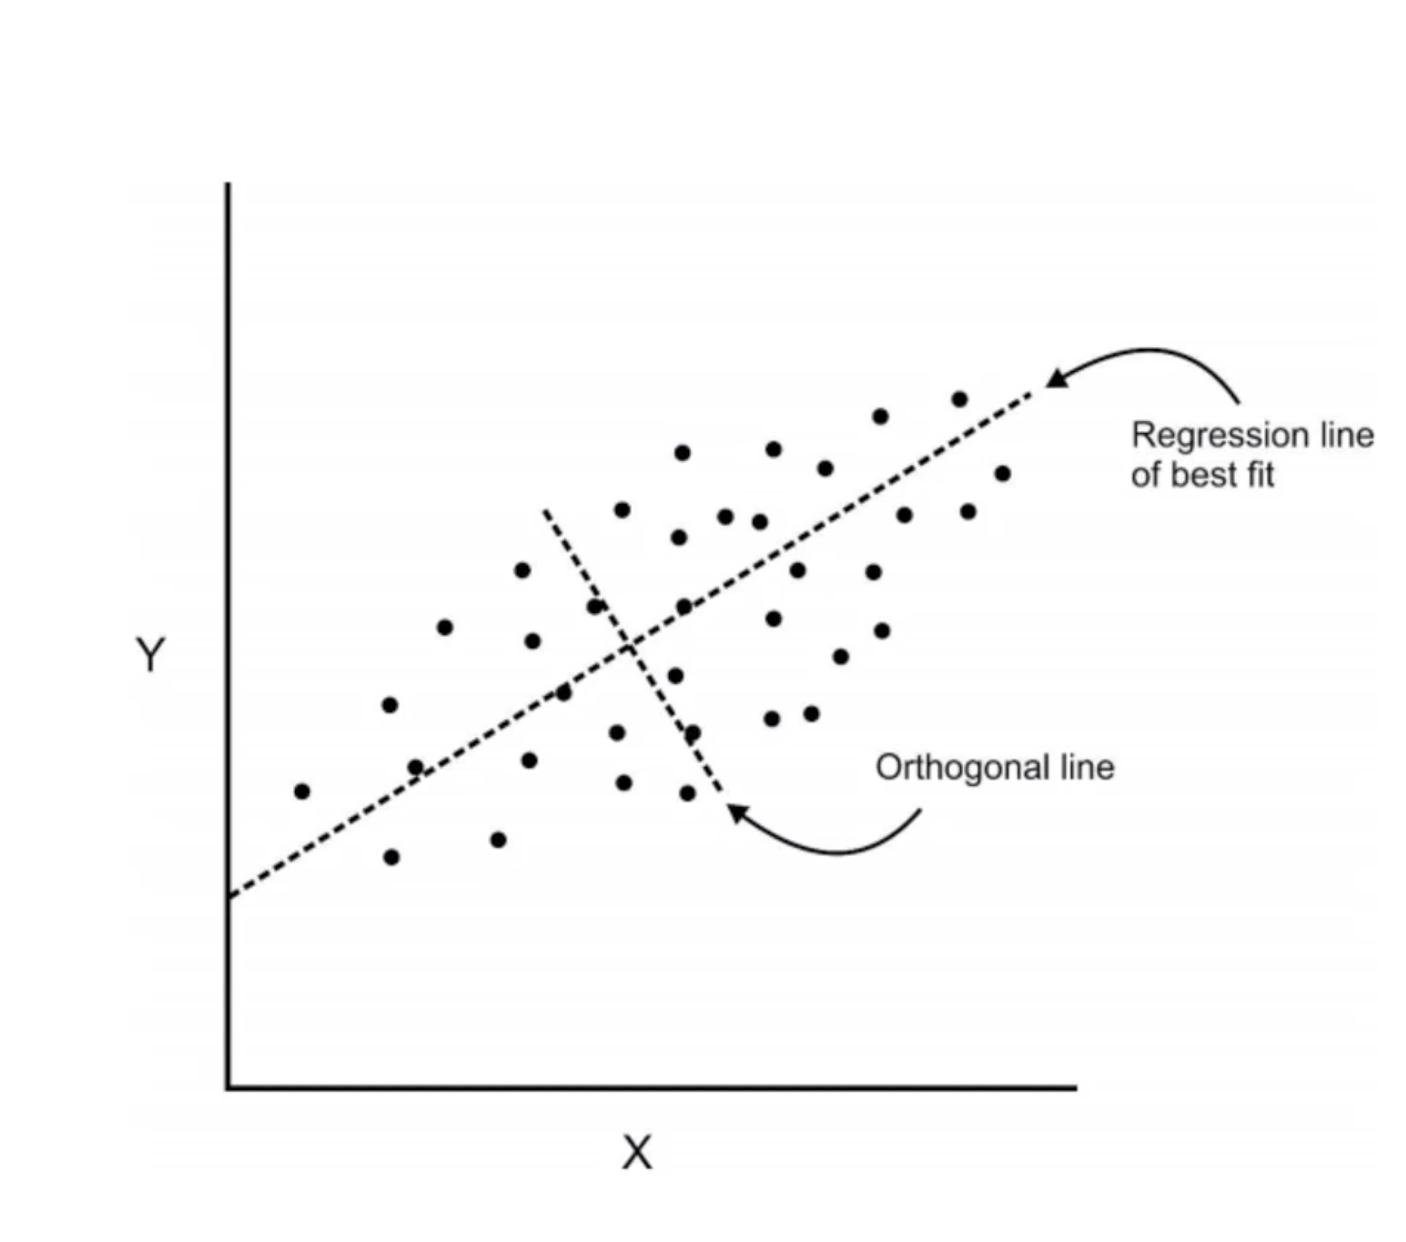 Regression line
of best fit
Y
Orthogonal line
X